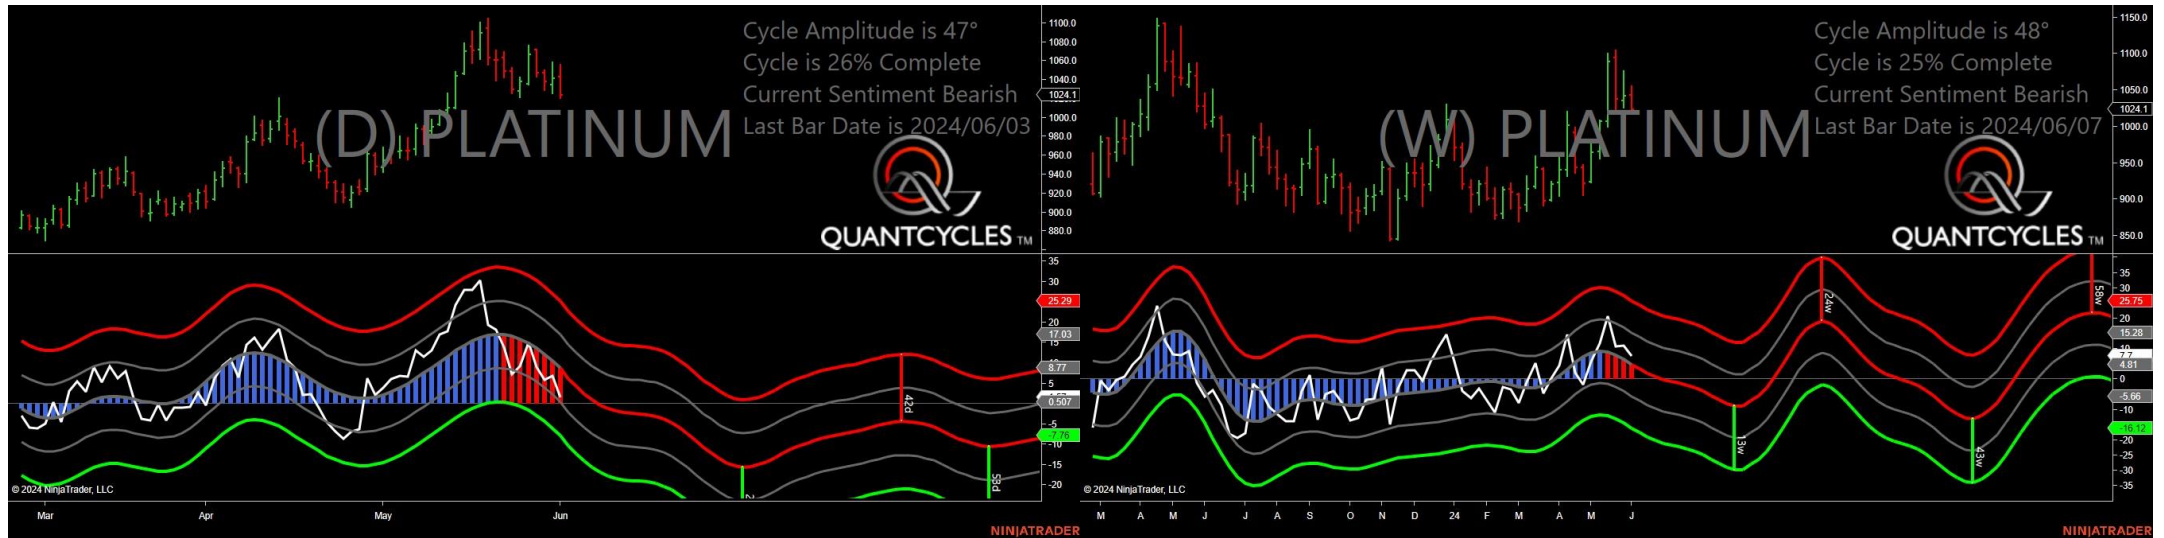 Cycle Amplitude is 47°
Cycle is 26% Complete
Current Sentiment Bearish
Last Bar Date is 2024/06/03
(D) PLATINUM
QUANTCYCLES TM
1100.0
1080.0
1060.0
1040.0
1024.1
1000.0
980.0
960.0
940.0
920.0
900.0
880.0
35
30
25.29
20
17.03
15
10
8.77
5
0.507
-5
-7.76
-10
-15
-20
42d
2
58d
© 2024 NinjaTrader, LLC
Mar Apr May Jun
NINJATRADER
Cycle Amplitude is 48°
Cycle is 25% Complete
Current Sentiment Bearish
Last Bar Date is 2024/06/07
(W) PLATINUM
QUANTCYCLES TM
1150.0
1100.0
1050.0
1024.1
1000.0
950.0
900.0
850.0
35
30
25.75
20
15.28
10
7.7
4.81
0
-5.66
-10
-16.12
-20
-25
-30
-35
13w
24w
43w
58w
© 2024 NinjaTrader, LLC
M A M J J A S O N D 24 F M A M J
NINJATRADER